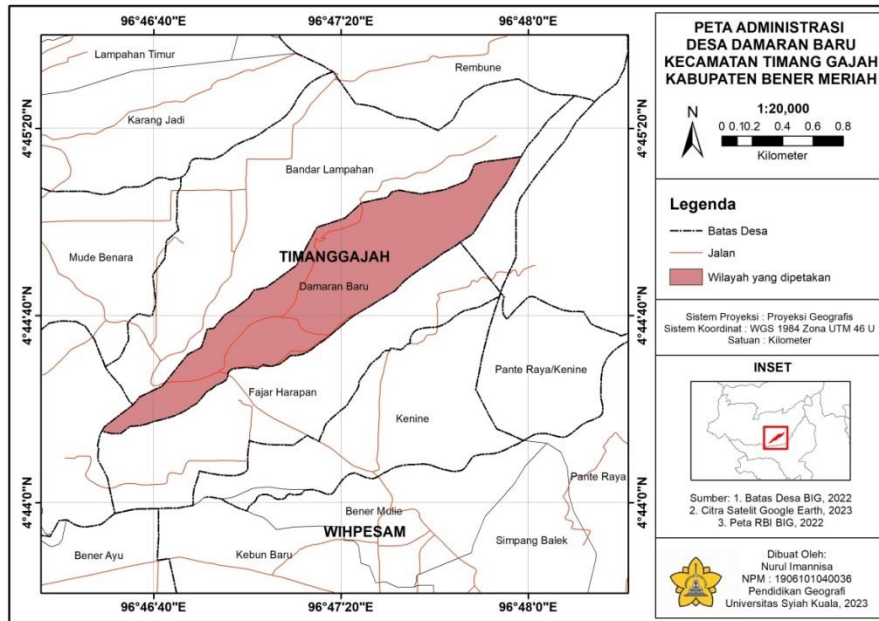 96°46'40"E 96°47'20"E 96°48'0"E
4°45'20"N 4°45'20"N
4°44'40"N 4°44'40"N
4°44'0"N 4°44'0"N
Lampahan Timur
Rembune
Karang Jadi
Bandar Lampahan
Mude Benara
TIMANGGAJAH
Damaran Baru
Pante Raya/Kenine
Fajar Harapan
Kenine
Pante Raya
Bener Mulie
WIHPESAM
Simpang Balek
Bener Ayu
Kebun Baru
96°46'40"E 96°47'20"E 96°48'0"E
PETA ADMINISTRASI
DESA DAMARAN BARU
KECAMATAN TIMANG GAJAH
KABUPATEN BENER MERIAH
N
1:20,000
0 0.10.2 0.4 0.6 0.8
Kilometer
Legenda
Batas Desa
Jalan
Wilayah yang dipetakan
Sistem Proyeksi : Proyeksi Geografis
Sistem Koordinat : WGS 1984 Zona UTM 46 U
Satuan : Kilometer
INSET
Sumber: 1. Batas Desa BIG, 2022
2. Citra Satelit Google Earth, 2023
3. Peta RBI BIG, 2022
Dibuat Oleh:
Nurul Imannisa
NPM : 1906101040036
Pendidikan Geografi
Universitas Syiah Kuala, 2023